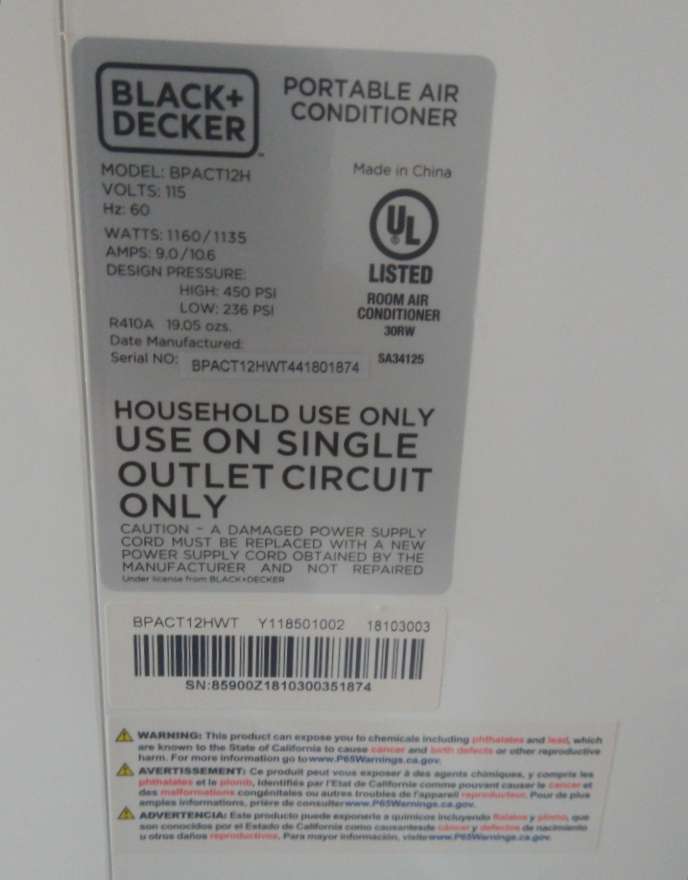 BLACK+
DECKER
PORTABLE AIR
CONDITIONER
MODEL: BPACT12H
VOLTS: 115
Hz: 60
WATTS: 1160/1135
AMPS: 9.0/10.6
DESIGN PRESSURE:
HIGH: 450 PSI
LOW: 236 PSI
R410A 19.05 ozs.
Date Manufactured:
Serial NO: BPACT12HWT441801874
Made in China
UL
®
LISTED
ROOM AIR
CONDITIONER
30RW
SA34125
HOUSEHOLD USE ONLY
USE ON SINGLE
OUTLET CIRCUIT
ONLY
CAUTION - A DAMAGED POWER SUPPLY
CORD MUST BE REPLACED WITH A NEW
POWER SUPPLY CORD OBTAINED BY THE
MANUFACTURER AND NOT REPAIRED
Under license from BLACK+DECKER
BPACT12HWT Y118501002 18103003
SN:85900Z1810300351874
WARNING: This product can expose you to chemicals including phthalates and lead, which
are known to the State of California to cause cancer and birth defects or other reproductive
harm. For more information go to www.P65Warnings.ca.gov.
AVERTISSEMENT: Ce produit peut vous exposer à des agents chimiques, y compris les
phthalates et le plomb, identifiés par l'Etat de California comme pouvant causer le cancer et
des malformations congénitales ou autres troubles de l'appareil reproducteur. Pour de plus
amples informations, prière de consulter www.P65Warnings.ca.gov.
ADVERTENCIA: Este producto puede exponerle a químicos incluyendo ftalatos y plomo, que
son conocidos por el Estado de California como causantes de cáncer y defectos de nacimiento
u otros daños reproductivos. Para mayor información, visite www.P65Warnings.ca.gov.